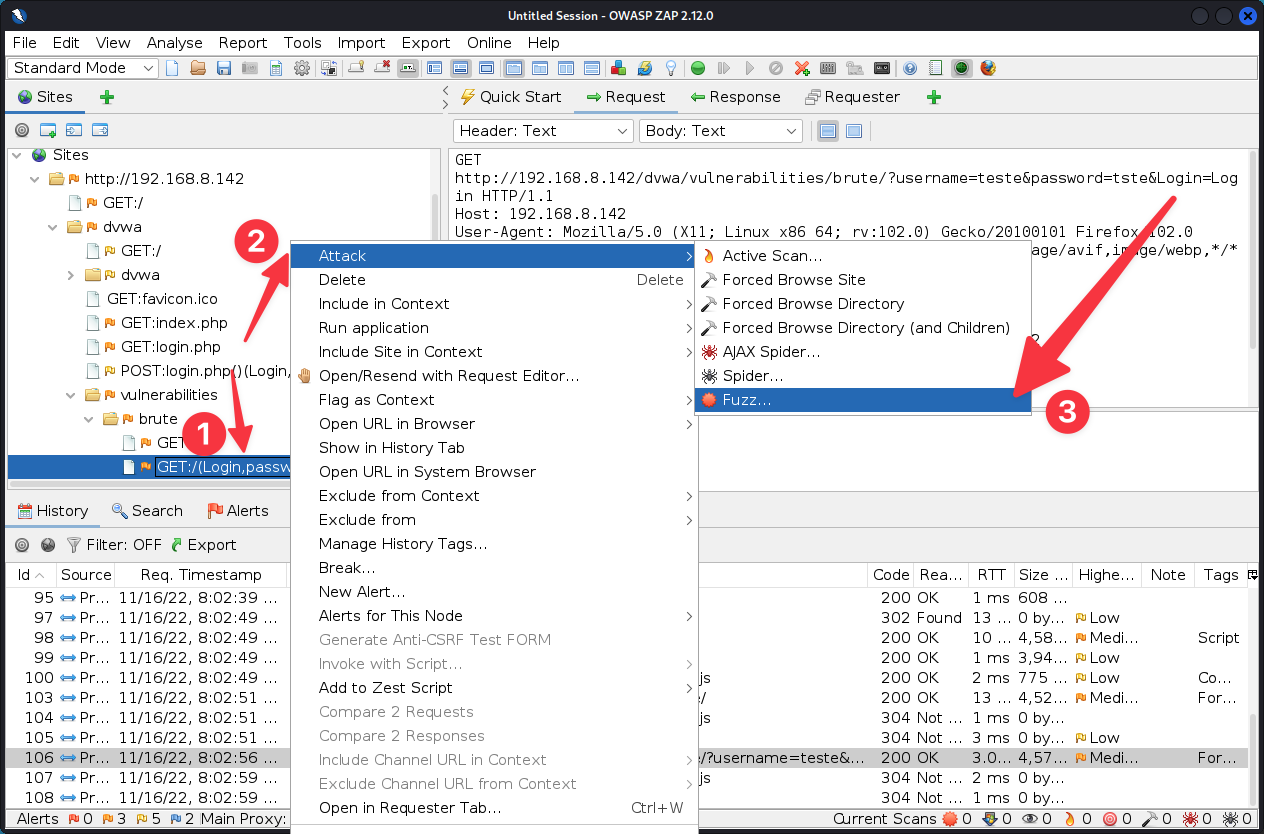 Untitled Session - OWASP ZAP 2.12.0
File Edit View Analyse Report Tools Import Export Online Help
Standard Mode
Sites
Quick Start Request Response Requester
Header: Text Body: Text
Sites
http://192.168.8.142
GET:/
dvwa
GET:/
dvwa
GET:favicon.ico
GET:index.php
GET:login.php
POST:login.php()(Login,
vulnerabilities
brute
GET
GET:/(Login,passw
GET
http://192.168.8.142/dvwa/vulnerabilities/brute/?username=teste&password=tste&Login=Log
in HTTP/1.1
Host: 192.168.8.142
User-Agent: Mozilla/5.0 (X11; Linux x86_64; rv:102.0) Gecko/20100101 Firefox/102.0
age/avif,image/webp,*/*
1
2
3
Attack
Delete Delete
Include in Context
Run application
Include Site in Context
Open/Resend with Request Editor...
Flag as Context
Open URL in Browser
Show in History Tab
Open URL in System Browser
Exclude from Context
Exclude from
Manage History Tags...
Break...
New Alert...
Alerts for This Node
Generate Anti-CSRF Test FORM
Invoke with Script...
Add to Zest Script
Compare 2 Requests
Compare 2 Responses
Include Channel URL in Context
Exclude Channel URL from Context
Open in Requester Tab... Ctrl+W
Active Scan...
Forced Browse Site
Forced Browse Directory
Forced Browse Directory (and Children)
AJAX Spider...
Spider...
Fuzz...
History Search Alerts
Filter: OFF Export
Id Source Req. Timestamp Code Rea... RTT Size ... Highe... Note Tags
95 Pr... 11/16/22, 8:02:39 ... 200 OK 1 ms 608 ...
97 Pr... 11/16/22, 8:02:49 ... 302 Found 13 ... 0 by... Low
98 Pr... 11/16/22, 8:02:49 ... 200 OK 10 ... 4,58... Medi... Script
99 Pr... 11/16/22, 8:02:49 ... 200 OK 1 ms 3,94... Low
100 Pr... 11/16/22, 8:02:49 ... js 200 OK 2 ms 775 ... Low Co...
103 Pr... 11/16/22, 8:02:51 ... :/ 200 OK 13 ... 4,52... Medi... For...
104 Pr... 11/16/22, 8:02:51 ... js 304 Not ... 1 ms 0 by...
105 Pr... 11/16/22, 8:02:51 ... 304 Not ... 3 ms 0 by... Low
106 Pr... 11/16/22, 8:02:56 ... /?username=teste&... 200 OK 3.0... 4,57... Medi... For...
107 Pr... 11/16/22, 8:02:59 ... js 304 Not ... 2 ms 0 by...
108 Pr... 11/16/22, 8:02:59 ... 304 Not ... 1 ms 0 by...
Alerts 0 3 5 2 Main Proxy: Current Scans 0 0 0 0 0 0 0 0